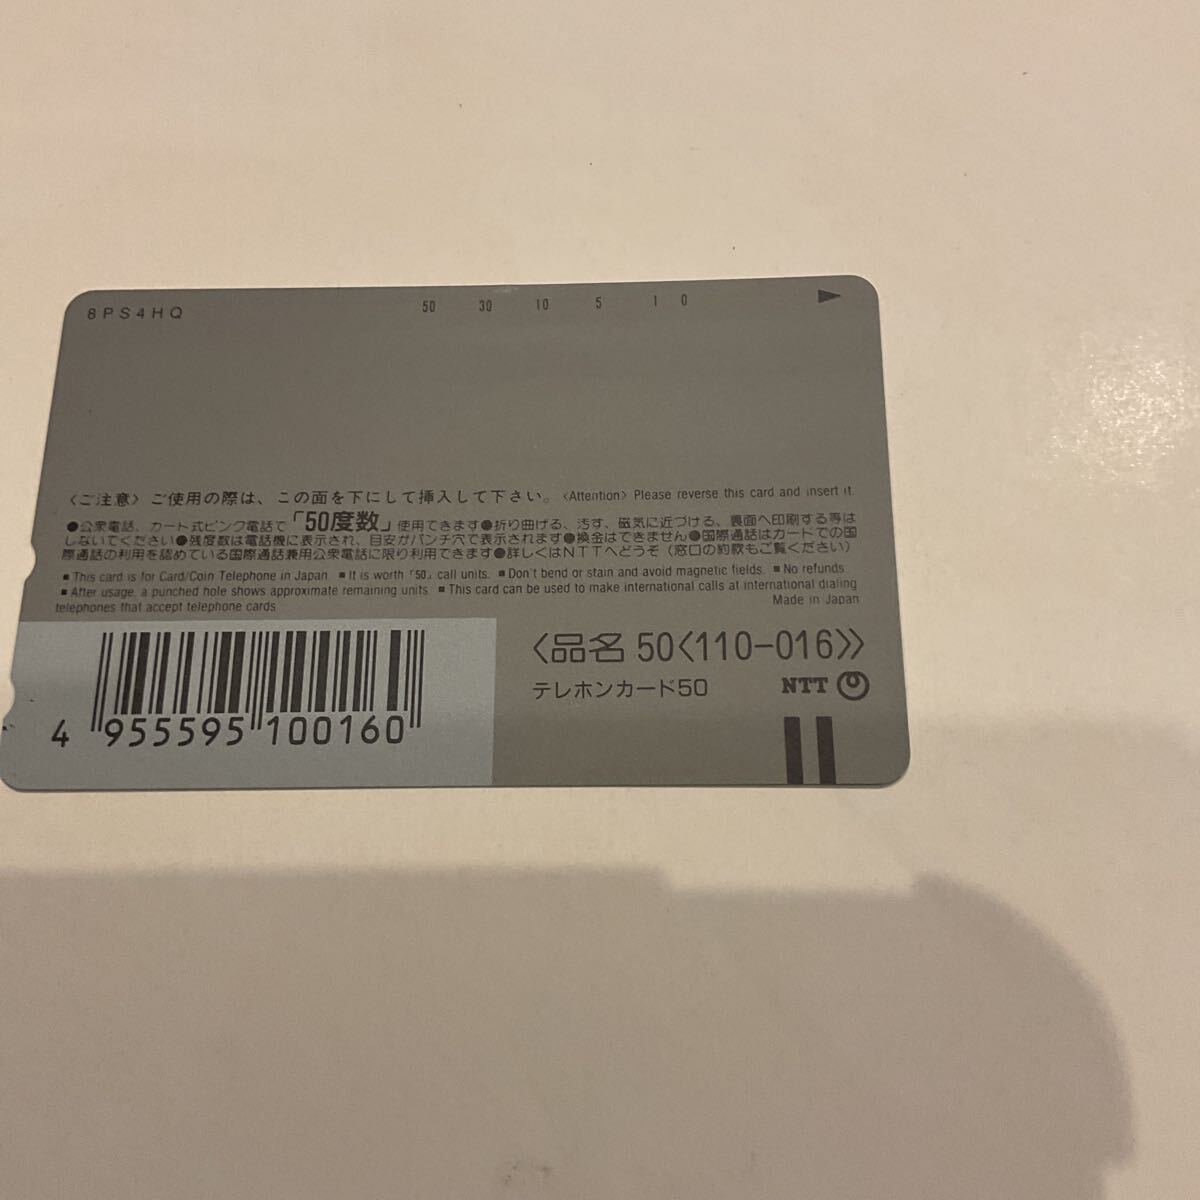 8PS4HQ
50 30 10 5 1 0
〈ご注意〉ご使用の際は、この面を下にして挿入して下さい。〈Attention〉Please reverse this card and insert it.
●公衆電話、カード式ピンク電話で「50度数」使用できます●折り曲げる、汚す、磁気に近づける、裏面へ印刷する等は
しないでください●残度数は電話機に表示され、目安がパンチ穴で表示されます●換金はできません●国際通話はカードでの国
際通話の利用を認めている国際通話兼用公衆電話に限り利用できます●詳しくはNTTへどうぞ（窓口の約款もご覧ください）
■This card is for Card/Coin Telephone in Japan. ■It is worth「50」call units. ■Don't bend or stain and avoid magnetic fields. ■No refunds.
■After usage, a punched hole shows approximate remaining units. ■This card can be used to make international calls at international dialing
telephones that accept telephone cards.
Made in Japan
〈品名 50〈110-016〉〉
テレホンカード50
NTT
4 955595 100160